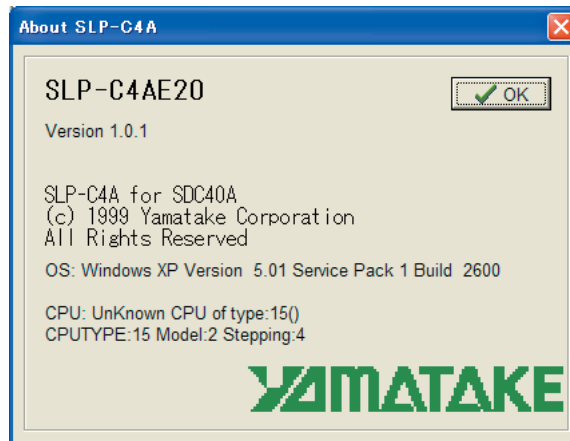 About SLP-C4A
SLP-C4AE20
OK
Version 1.0.1
SLP-C4A for SDC40A
(c) 1999 Yamatake Corporation
All Rights Reserved
OS: Windows XP Version  5.01 Service Pack 1 Build  2600
CPU: UnKnown CPU of type:15()
CPUTYPE:15 Model:2 Stepping:4
YAMATAKE